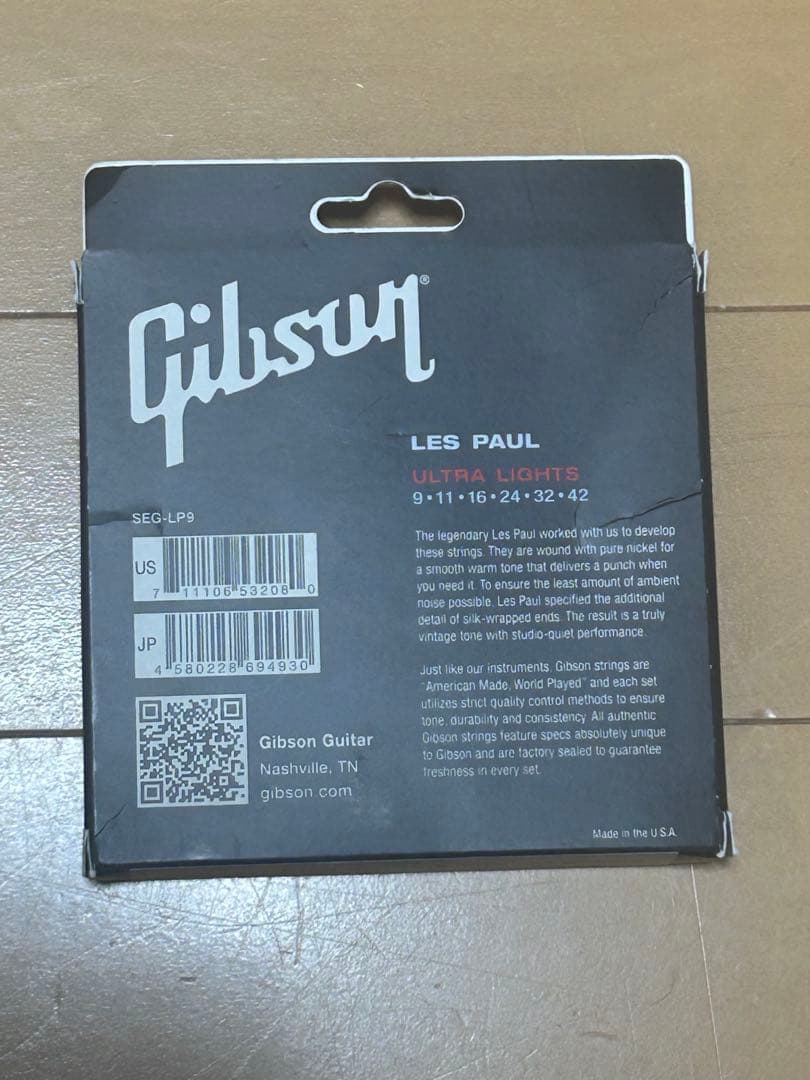 Gibson®
LES PAUL
ULTRA LIGHTS
9•11•16•24•32•42
SEG-LP9
US
7 11106 53208 0
JP
4 580228 694930
Gibson Guitar
Nashville, TN
gibson.com
The legendary Les Paul worked with us to develop
these strings. They are wound with pure nickel for
a smooth warm tone that delivers a punch when
you need it. To ensure the least amount of ambient
noise possible, Les Paul specified the additional
detail of silk-wrapped ends. The result is a truly
vintage tone with studio-quiet performance.
Just like our instruments, Gibson strings are
"American Made, World Played" and each set
utilizes strict quality control methods to ensure
tone, durability and consistency. All authentic
Gibson strings feature specs absolutely unique
to Gibson and are factory sealed to guarantee
freshness in every set.
Made in the U.S.A.